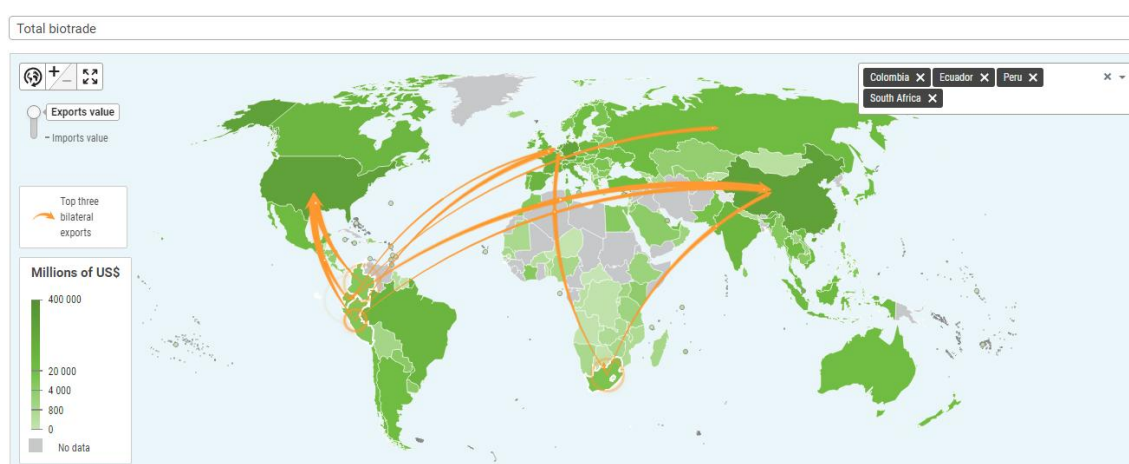 Total biotrade
Colombia ✕ Ecuador ✕ Peru ✕
South Africa ✕
Exports value
- Imports value
Top three
bilateral
exports
Millions of US$
400 000
20 000
4 000
800
0
No data